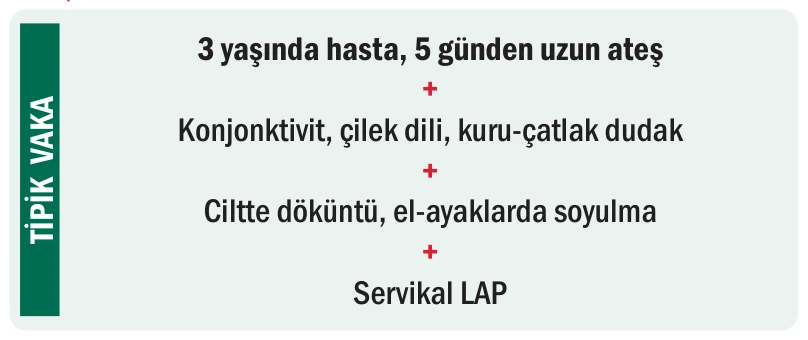 TİPİK VAKA
3 yaşında hasta, 5 günden uzun ateş
+
Konjonktivit, çilek dili, kuru-çatlak dudak
+
Ciltte döküntü, el-ayaklarda soyulma
+
Servikal LAP